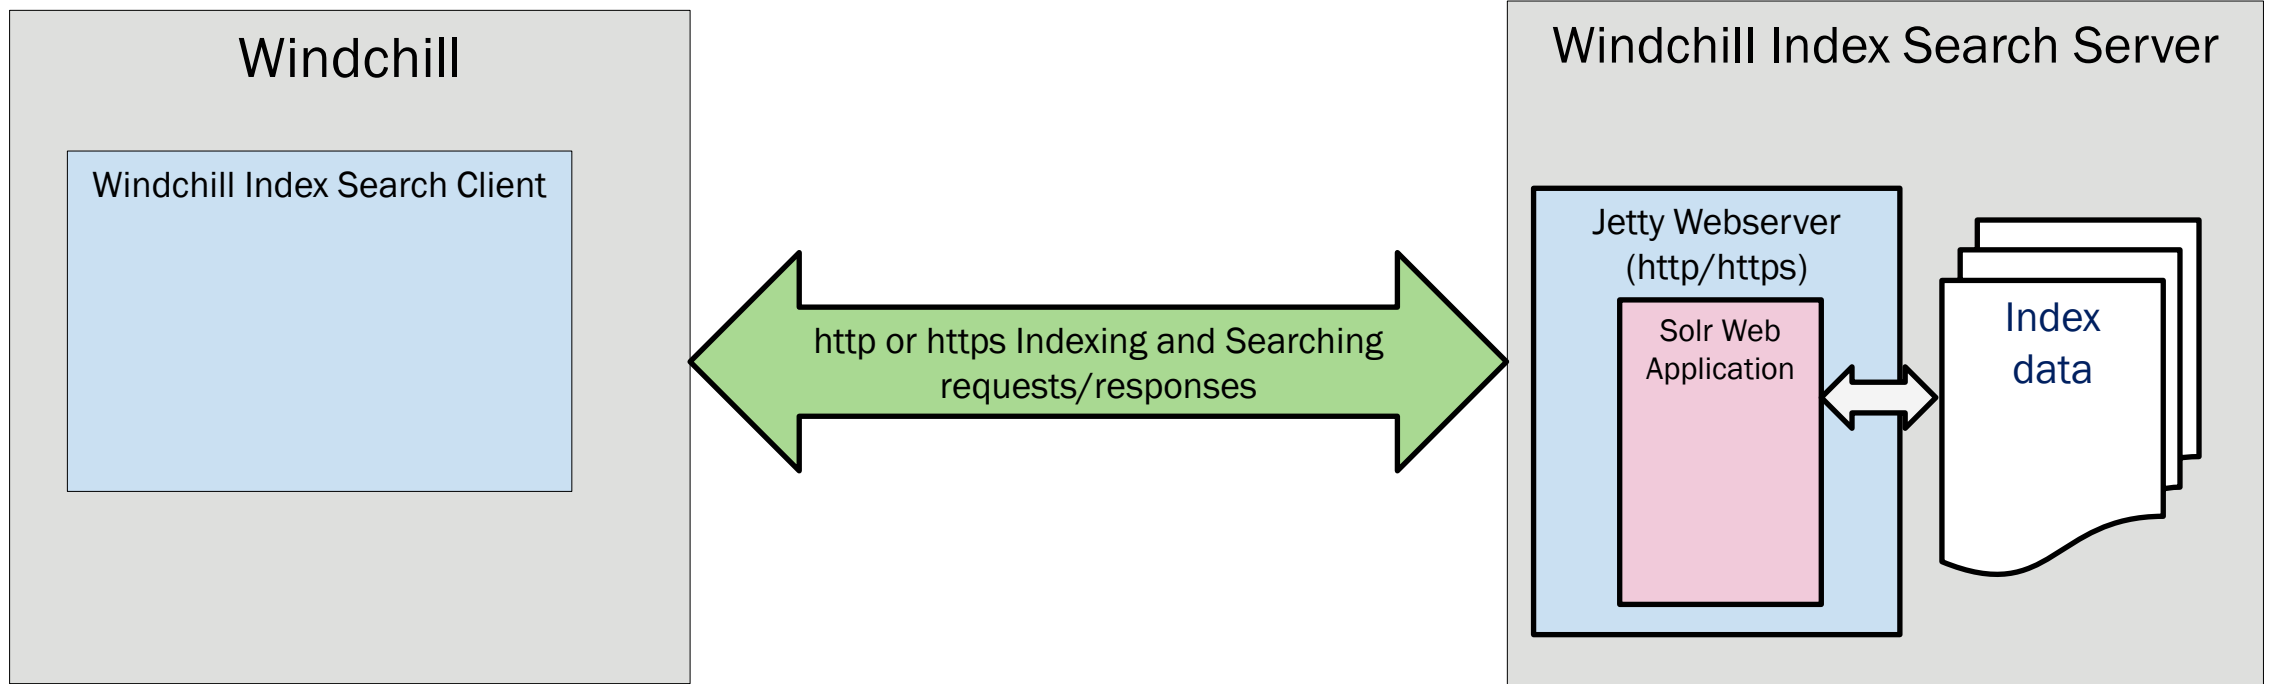 Windchill
Windchill Index Search Client
http or https Indexing and Searching
requests/responses
Windchill Index Search Server
Jetty Webserver
(http/https)
Solr Web
Application
Index
data